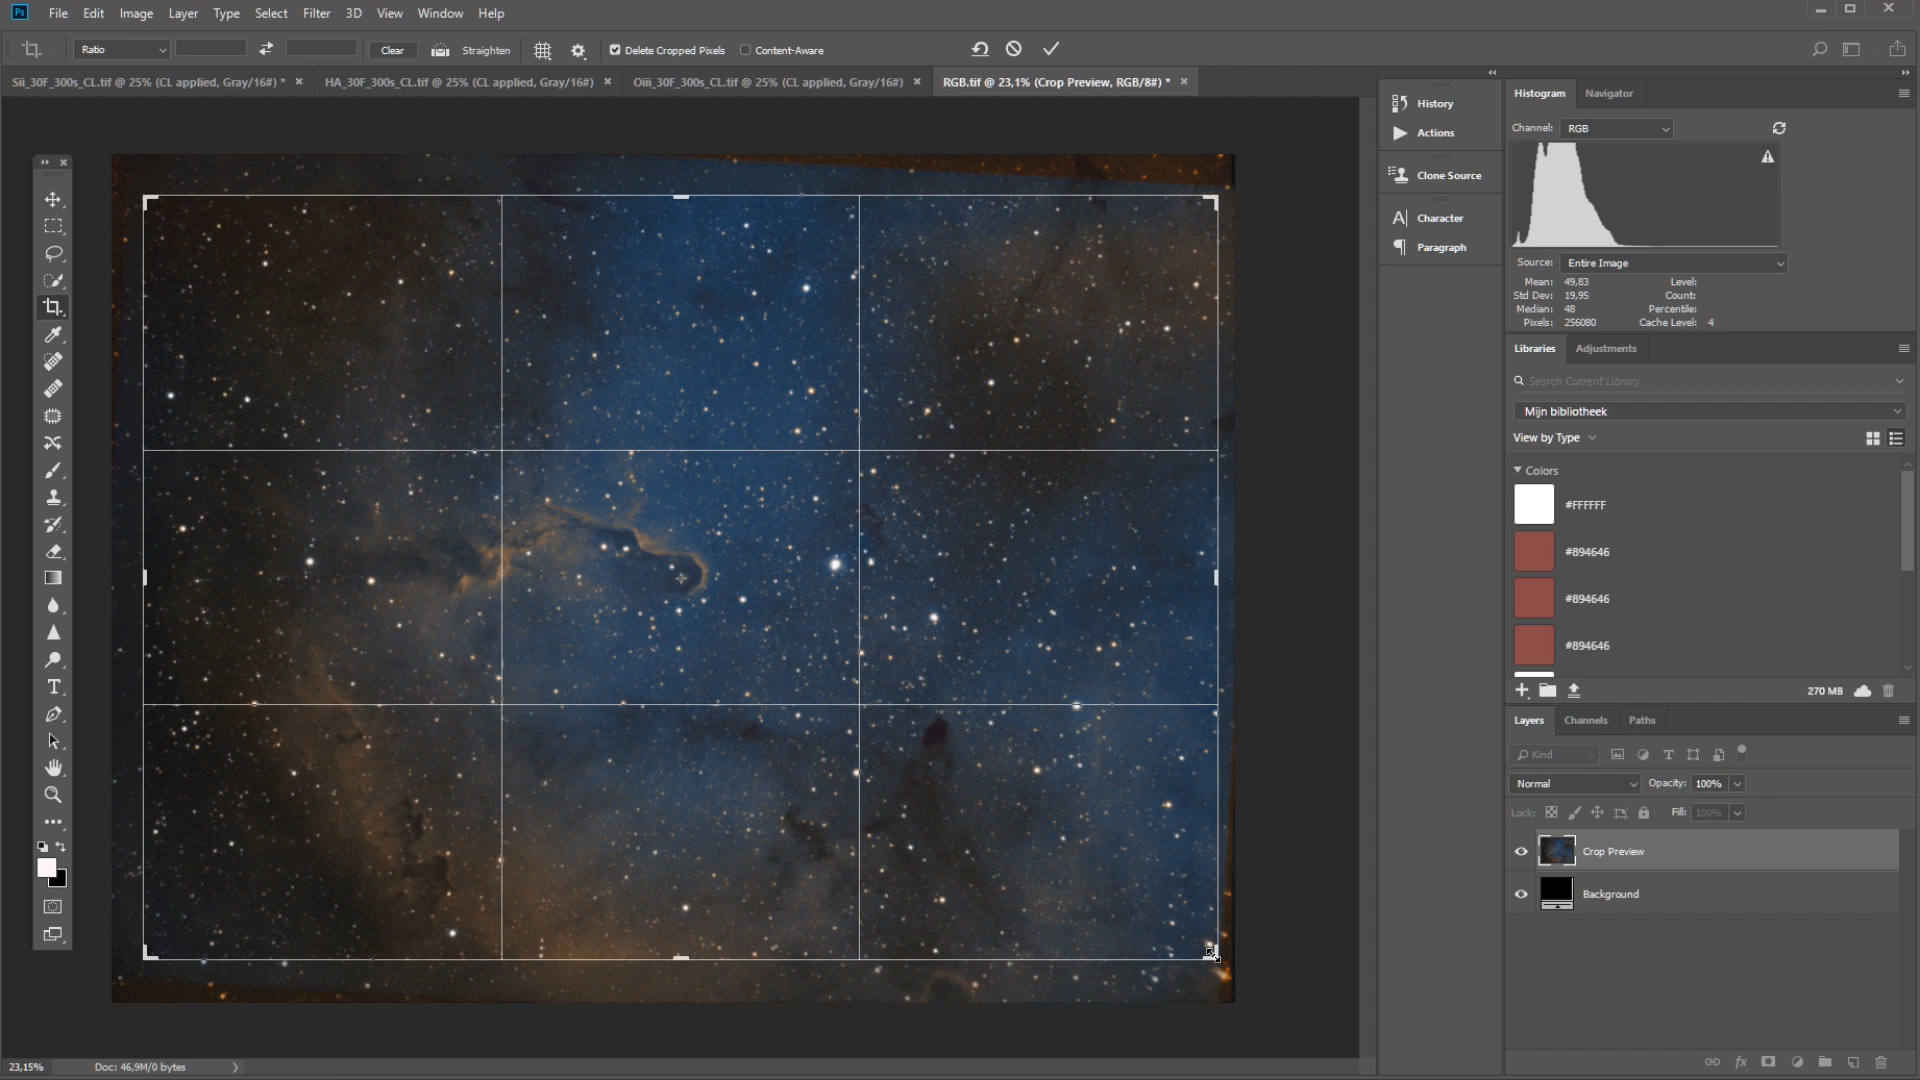 Ps File Edit Image Layer Type Select Filter 3D View Window Help
Ratio Clear Straighten Delete Cropped Pixels Content-Aware
Sii_30F_300s_CL.tif @ 25% (CL applied, Gray/16#) * HA_30F_300s_CL.tif @ 25% (CL applied, Gray/16#) Oiii_30F_300s_CL.tif @ 25% (CL applied, Gray/16#) RGB.tif @ 23,1% (Crop Preview, RGB/8#) *
History
Actions
Clone Source
Character
Paragraph
Histogram Navigator
Channel: RGB
Source: Entire Image
Mean: 49,83 Level:
Std Dev: 19,95 Count:
Median: 48 Percentile:
Pixels: 256080 Cache Level: 4
Libraries Adjustments
Search Current Library
Mijn bibliotheek
View by Type
Colors
#FFFFFF
#894646
#894646
#894646
270 MB
Layers Channels Paths
Kind
Normal Opacity: 100%
Lock: Fill: 100%
Crop Preview
Background
23,15% Doc: 46,9M/0 bytes